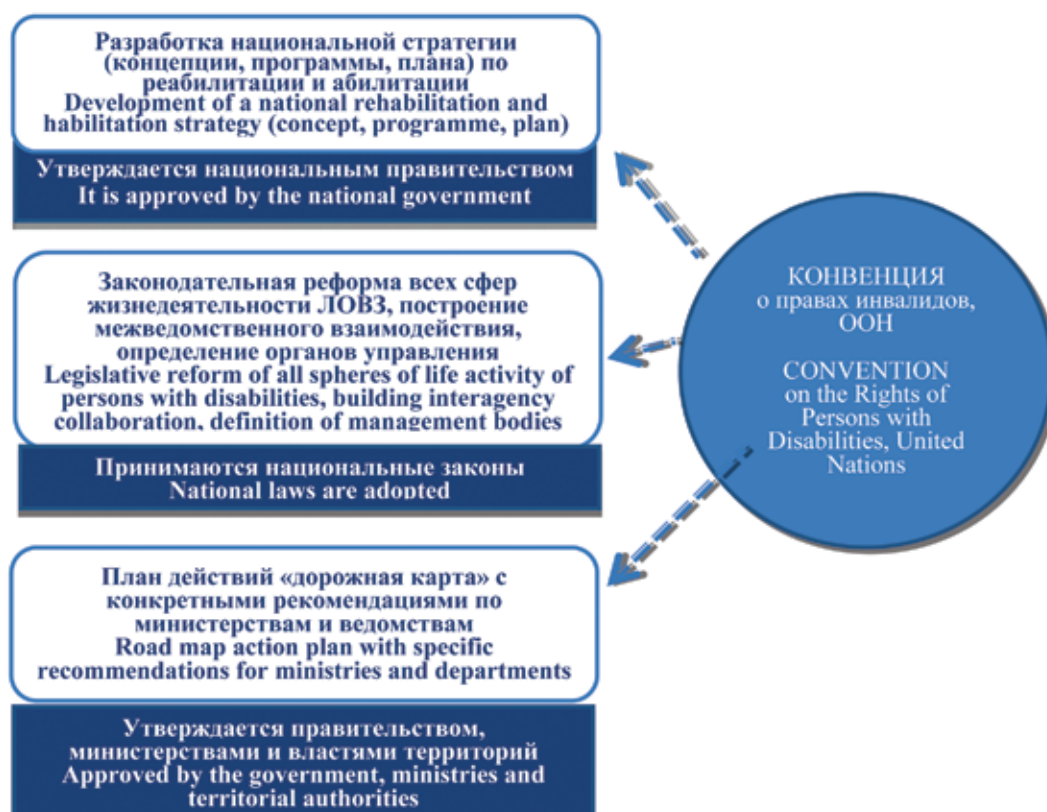 Разработка национальной стратегии
(концепции, программы, плана) по
реабилитации и абилитации
Development of a national rehabilitation and
habilitation strategy (concept, programme, plan)
Утверждается национальным правительством
It is approved by the national government
Законодательная реформа всех сфер
жизнедеятельности ЛОВЗ, построение
межведомственного взаимодействия,
определение органов управления
Legislative reform of all spheres of life activity of
persons with disabilities, building interagency
collaboration, definition of management bodies
Принимаются национальные законы
National laws are adopted
План действий «дорожная карта» с
конкретными рекомендациями по
министерствам и ведомствам
Road map action plan with specific
recommendations for ministries and departments
Утверждается правительством,
министерствами и властями территорий
Approved by the government, ministries and
territorial authorities
КОНВЕНЦИЯ
о правах инвалидов,
ООН
CONVENTION
on the Rights of
Persons with
Disabilities, United
Nations